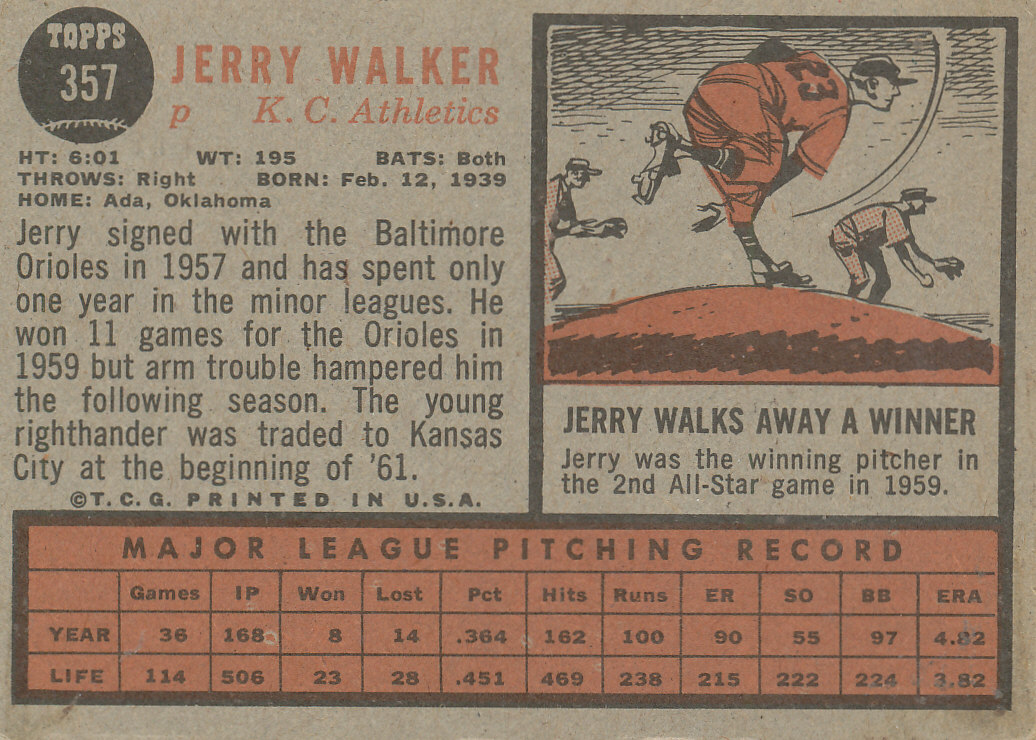 TOPPS
357
JERRY WALKER
p K. C. Athletics
HT: 6:01 WT: 195 BATS: Both
THROWS: Right BORN: Feb. 12, 1939
HOME: Ada, Oklahoma
Jerry signed with the Baltimore
Orioles in 1957 and has spent only
one year in the minor leagues. He
won 11 games for the Orioles in
1959 but arm trouble hampered him
the following season. The young
righthander was traded to Kansas
City at the beginning of '61.
©T.C.G. PRINTED IN U.S.A.
23
JERRY WALKS AWAY A WINNER
Jerry was the winning pitcher in
the 2nd All-Star game in 1959.
MAJOR LEAGUE PITCHING RECORD
Games IP Won Lost Pct Hits Runs ER SO BB ERA
YEAR 36 168 8 14 .364 162 100 90 55 97 4.82
LIFE 114 506 23 28 .451 469 238 215 222 224 3.82